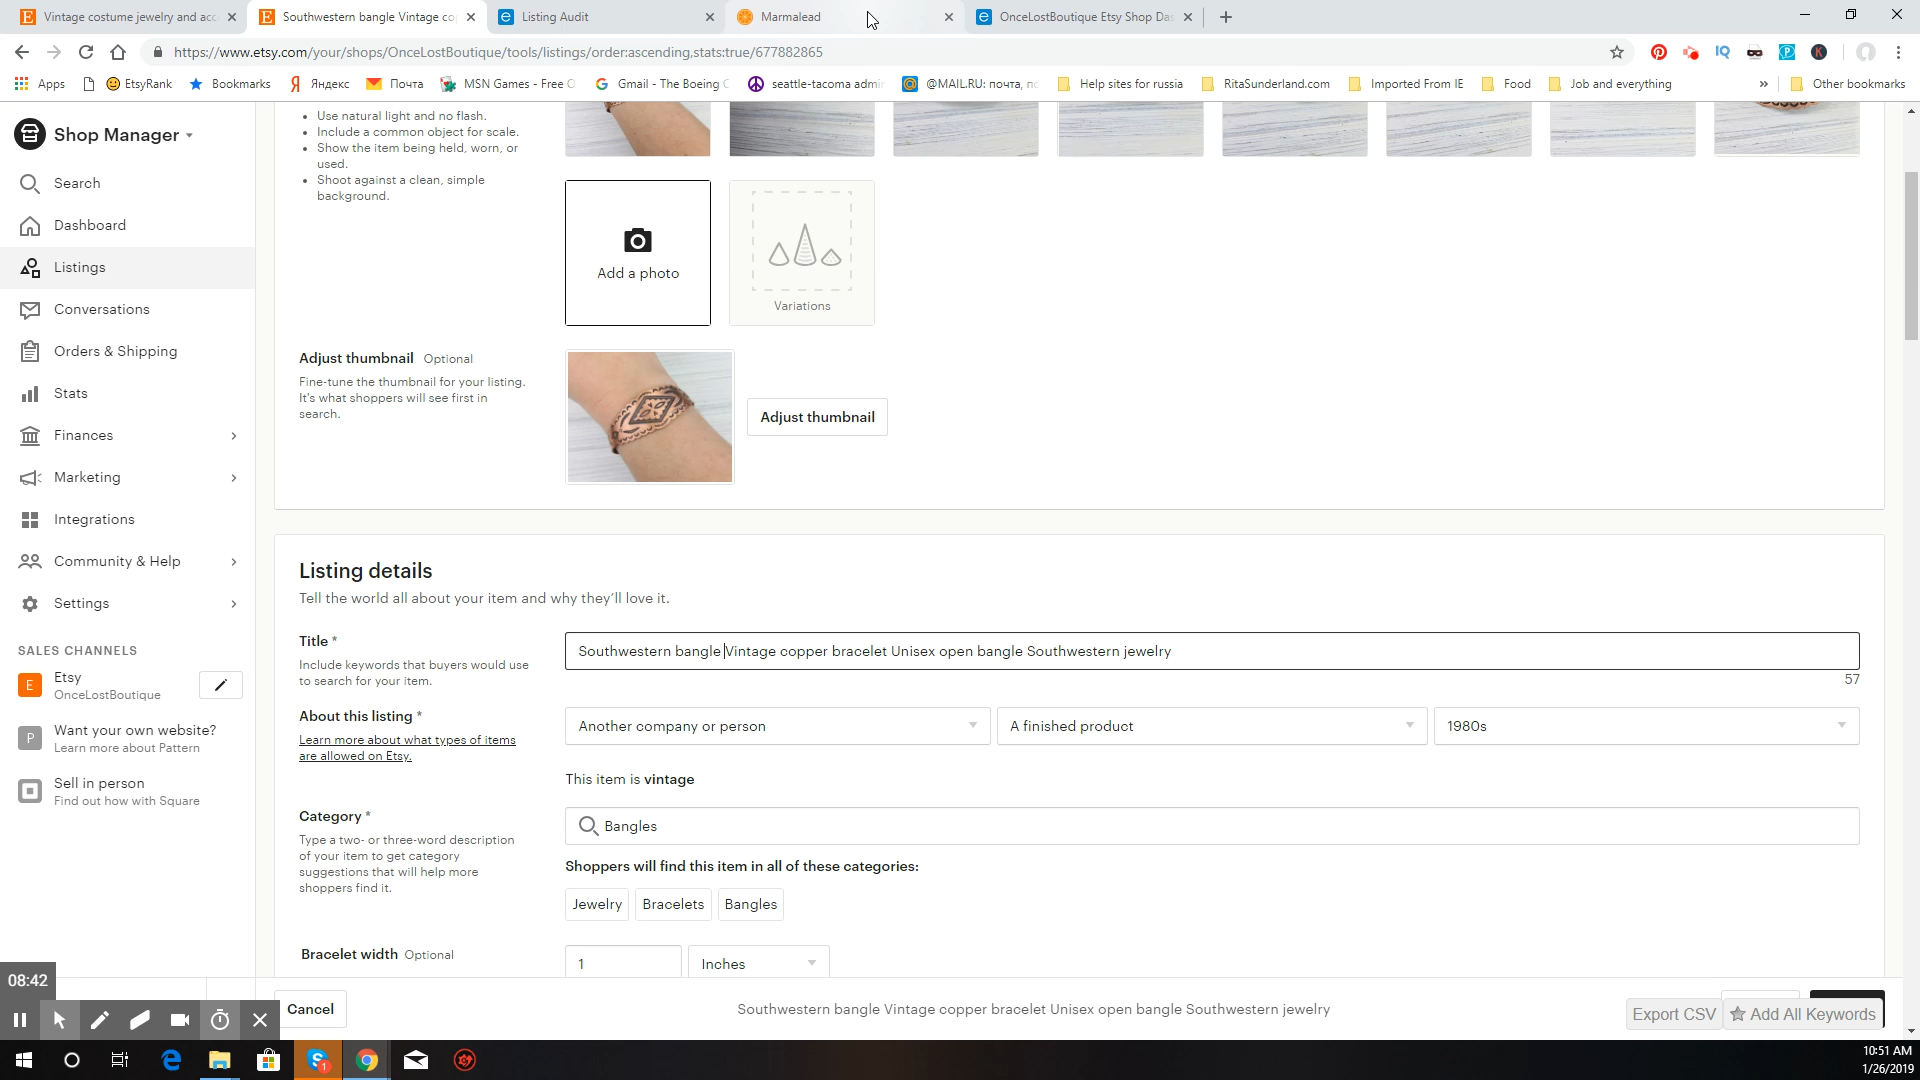 Vintage costume jewelry and acc
Southwestern bangle Vintage co
Listing Audit
Marmalead
OnceLostBoutique Etsy Shop Da
https://www.etsy.com/your/shops/OnceLostBoutique/tools/listings/order:ascending,stats:true/677882865
Apps
EtsyRank
Bookmarks
Яндекс
Почта
MSN Games - Free O
Gmail - The Boeing C
seattle-tacoma admi
@MAIL.RU: почта, по
Help sites for russia
RitaSunderland.com
Imported From IE
Food
Job and everything
»
Other bookmarks
Shop Manager
Search
Dashboard
Listings
Conversations
Orders & Shipping
Stats
Finances
Marketing
Integrations
Community & Help
Settings
SALES CHANNELS
E
Etsy
OnceLostBoutique
P
Want your own website?
Learn more about Pattern
Sell in person
Find out how with Square
• Use natural light and no flash.
• Include a common object for scale.
• Show the item being held, worn, or
used.
• Shoot against a clean, simple
background.
Add a photo
Variations
Adjust thumbnail Optional
Fine-tune the thumbnail for your listing.
It's what shoppers will see first in
search.
Adjust thumbnail
Listing details
Tell the world all about your item and why they'll love it.
Title *
Include keywords that buyers would use
to search for your item.
Southwestern bangle Vintage copper bracelet Unisex open bangle Southwestern jewelry
57
About this listing *
Learn more about what types of items
are allowed on Etsy.
Another company or person
A finished product
1980s
This item is vintage
Category *
Type a two- or three-word description
of your item to get category
suggestions that will help more
shoppers find it.
Bangles
Shoppers will find this item in all of these categories:
Jewelry
Bracelets
Bangles
Bracelet width Optional
1
Inches
08:42
Cancel
Southwestern bangle Vintage copper bracelet Unisex open bangle Southwestern jewelry
Export CSV
Add All Keywords
10:51 AM
1/26/2019